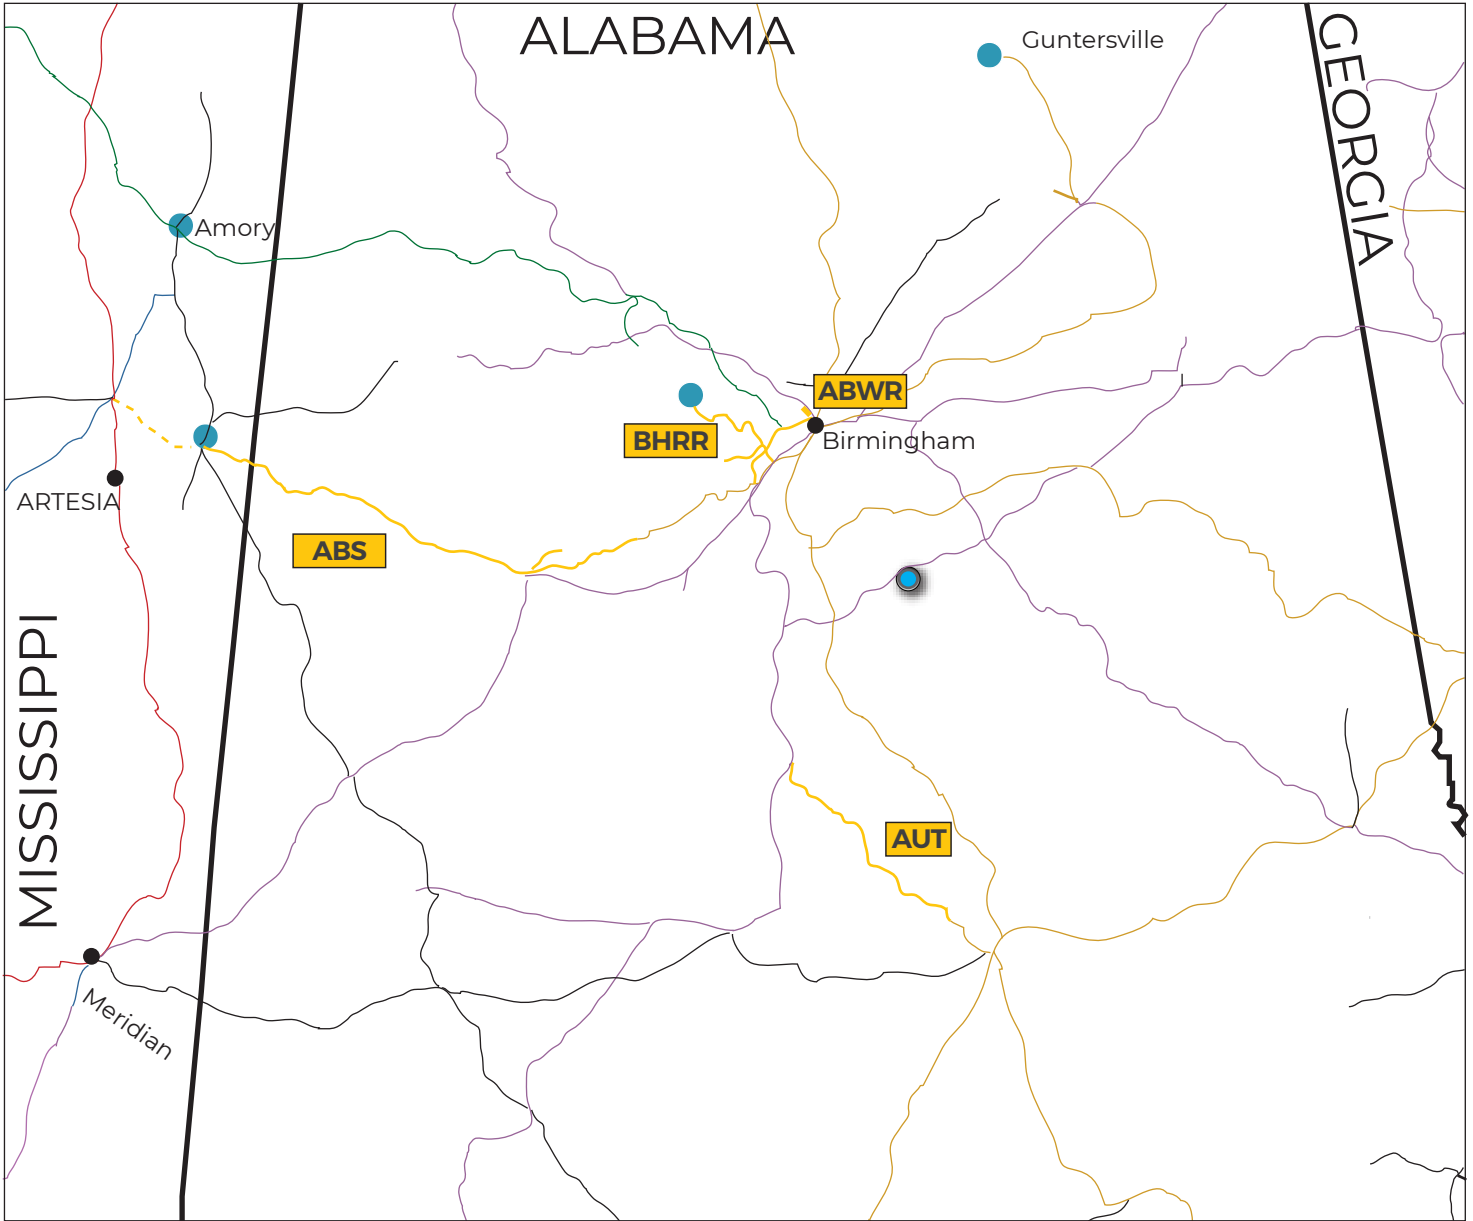 ALABAMA
Guntersville
GEORGIA
Amory
ABWR
BHRR
Birmingham
ARTESIA
ABS
MISSISSIPPI
AUT
Meridian